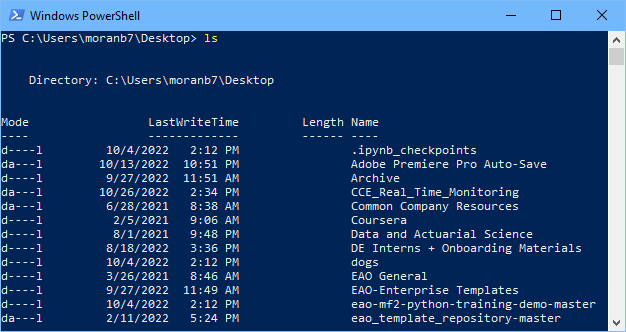 Windows PowerShell
PS C:\Users\moranb7\Desktop> ls
Directory: C:\Users\moranb7\Desktop
Mode LastWriteTime Length Name
---- ------------- ------ ----
d----l 10/4/2022 2:12 PM .ipynb_checkpoints
da---l 10/13/2022 10:51 PM Adobe Premiere Pro Auto-Save
d----l 9/27/2022 11:51 AM Archive
da---l 10/26/2022 2:34 PM CCE_Real_Time_Monitoring
da---l 6/28/2021 8:38 AM Common Company Resources
d----l 2/5/2021 9:06 AM Coursera
d----l 8/1/2021 9:48 PM Data and Actuarial Science
d----l 8/18/2022 3:36 PM DE Interns + Onboarding Materials
d----l 10/4/2022 2:12 PM dogs
d----l 3/26/2021 8:46 AM EAO General
d----l 9/27/2022 11:49 AM EAO-Enterprise Templates
d----l 10/4/2022 2:12 PM eao-mf2-python-training-demo-master
da---l 2/11/2022 5:24 PM eao_template_repository-master